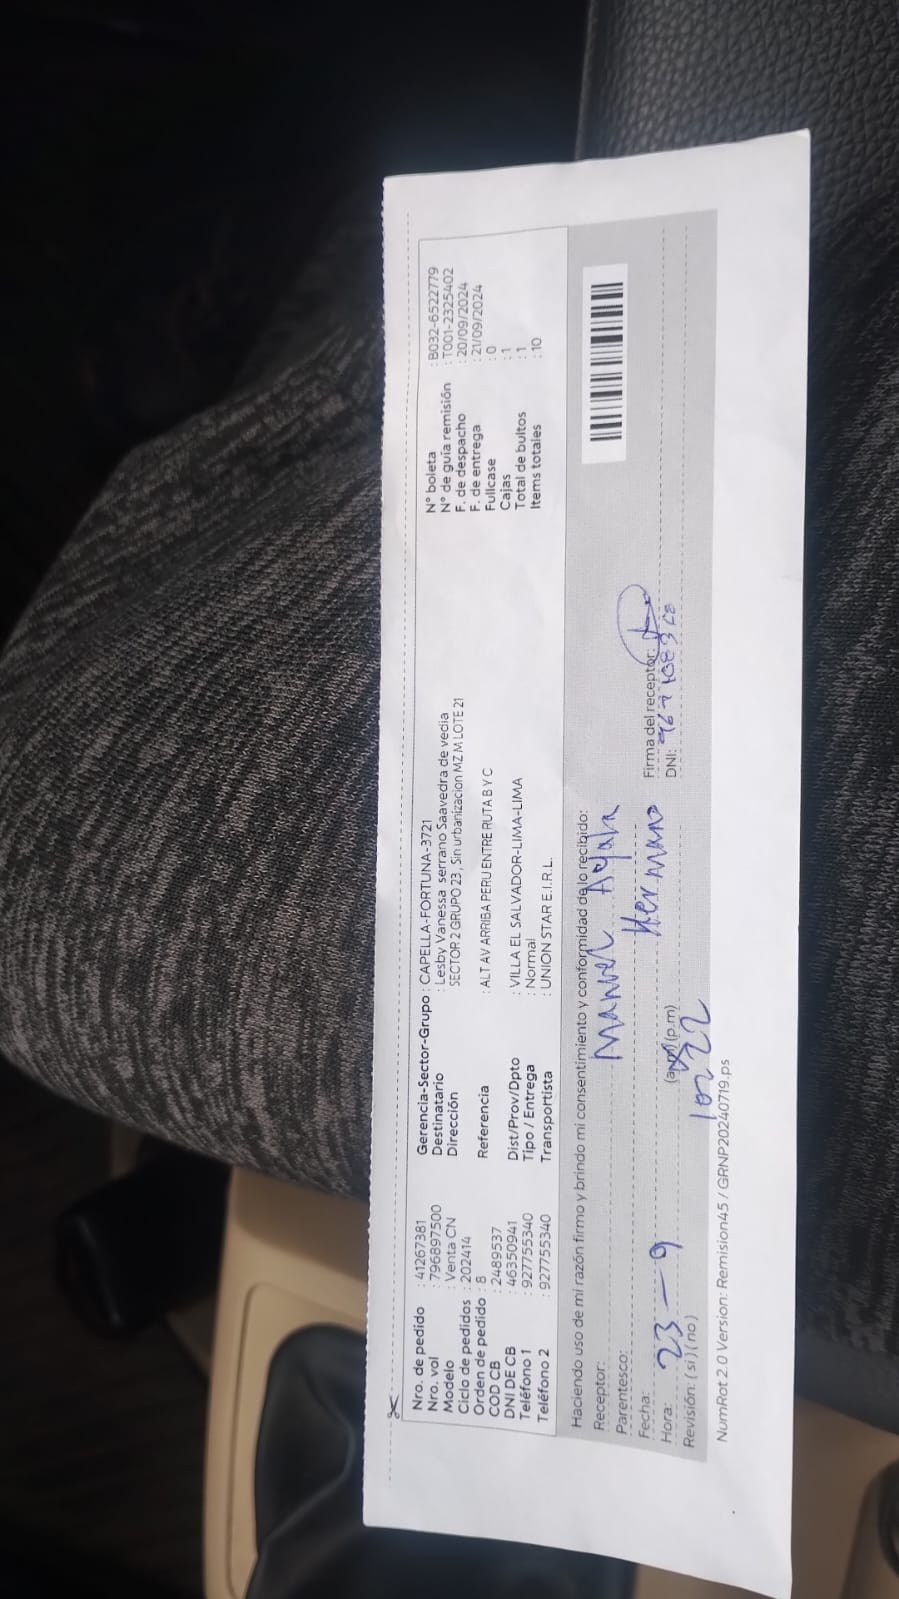 Nro. de pedido : 41267381
Nro. vol : 796897500
Modelo : Venta CN
Ciclo de pedidos : 202414
Orden de pedido : 8
COD CB : 2489537
DNI DE CB : 46350941
Teléfono 1 : 927755340
Teléfono 2 : 927755340
Gerencia-Sector-Grupo : CAPELLA-FORTUNA-3721
Destinatario : Lesby Vanessa serrano Saavedra de vedia
Dirección SECTOR 2 GRUPO 23 , Sin urbanizacion MZ M LOTE 21
Referencia : ALT AV ARRIBA PERU ENTRE RUTA B Y C
Dist/Prov/Dpto : VILLA EL SALVADOR-LIMA-LIMA
Tipo / Entrega : Normal
Transportista : UNION STAR E.I.R.L.
N° boleta : B032-6522779
N° de guía remisión : T001-2325402
F. de despacho : 20/09/2024
F. de entrega : 21/09/2024
Fullcase : 0
Cajas : 1
Total de bultos : 1
Items totales : 10
Haciendo uso de mi razón firmo y brindo mi consentimiento y conformidad de lo recibido:
Receptor: Manuel Ayala
Parentesco: Hermano
Fecha: 23-9
Firma del receptor:
Hora: 10:22 (a.m) (p.m)
DNI:
Revisión: ( si ) ( no )
NumRot 2.0 Version: Remision45 / GRNP20240719.ps